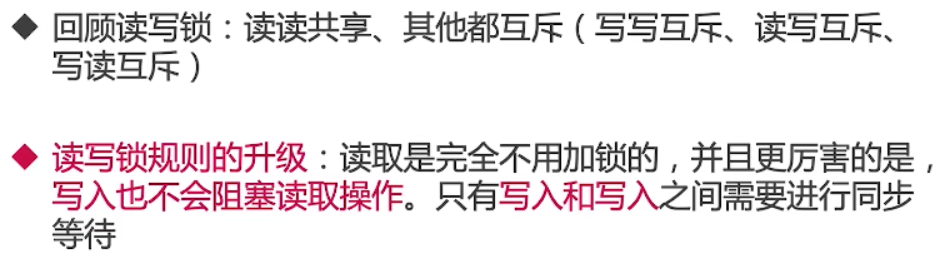 ◆ 回顾读写锁：读读共享、其他都互斥（写写互斥、读写互斥、
写读互斥）
◆ 读写锁规则的升级：读取是完全不用加锁的，并且更厉害的是，
写入也不会阻塞读取操作。只有写入和写入之间需要进行同步
等待